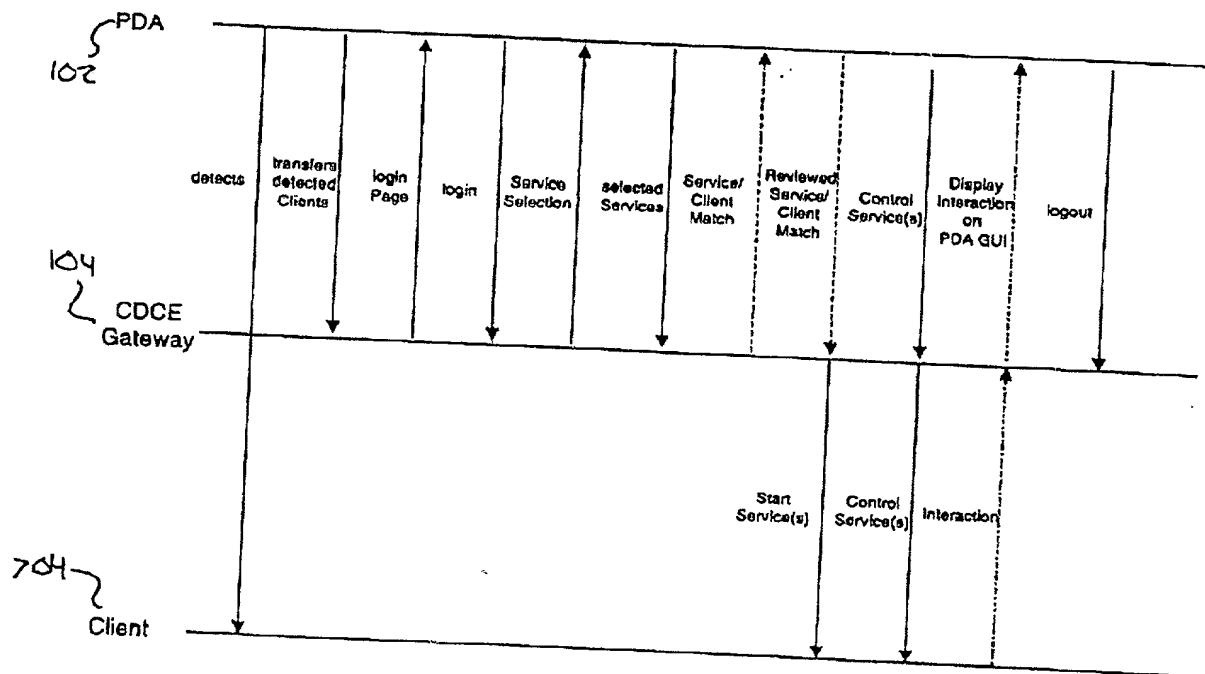 PDA
102
detects
transfers
detected
Clients
login
Page
login
Service
Selection
selected
Services
Service/
Client
Match
Reviewed
Service/
Client
Match
Control
Service(s)
Display
Interaction
on
PDA GUI
logout
104
CDCE
Gateway
Start
Service(s)
Control
Service(s)
Interaction
704
Client